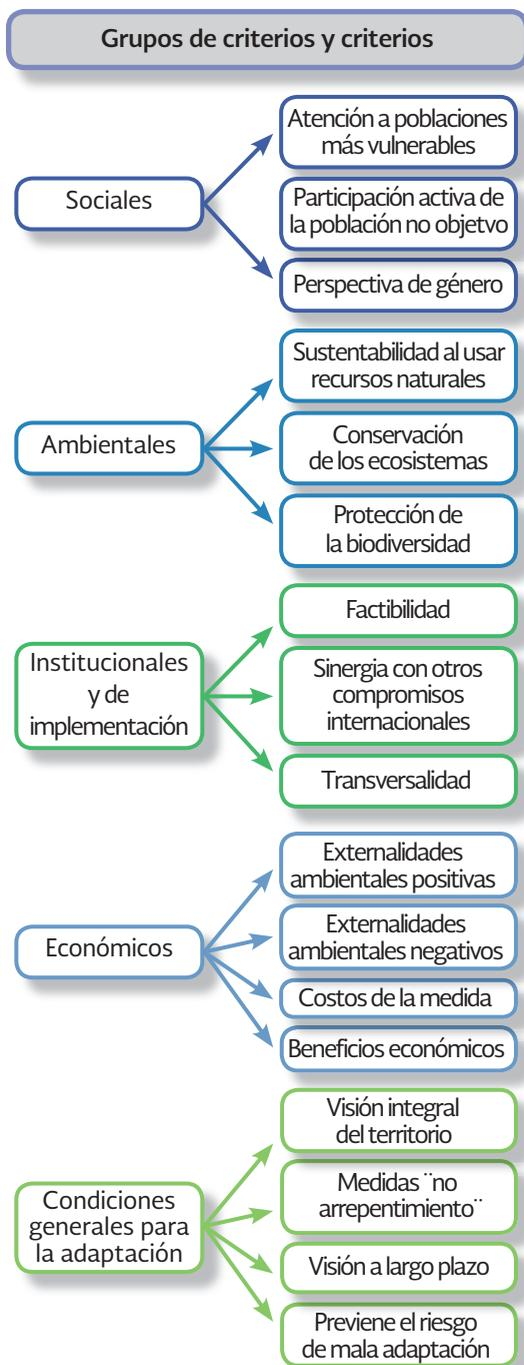 Grupos de criterios y criterios
Sociales
Atención a poblaciones
más vulnerables
Participación activa de
la población no objetvo
Perspectiva de género
Ambientales
Sustentabilidad al usar
recursos naturales
Conservación
de los ecosistemas
Protección de
la biodiversidad
Institucionales
y de
implementación
Factibilidad
Sinergia con otros
compromisos
internacionales
Transversalidad
Económicos
Externalidades
ambientales positivas
Externalidades
ambientales negativos
Costos de la medida
Beneficios económicos
Condiciones
generales para
la adaptación
Visión integral
del territorio
Medidas ¨no
arrepentimiento¨
Visión a largo plazo
Previene el riesgo
de mala adaptación